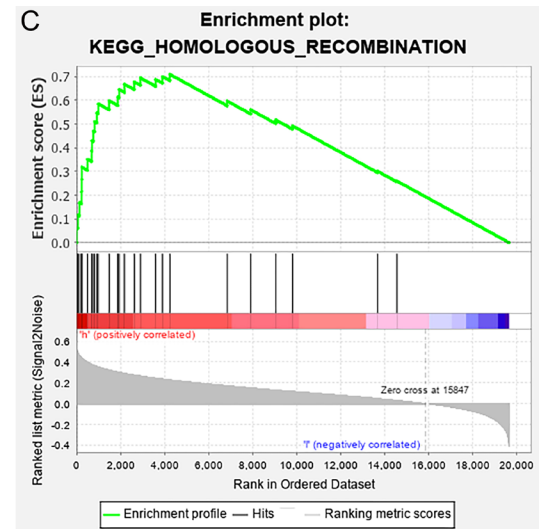 C
Enrichment plot:
KEGG_HOMOLOGOUS_RECOMBINATION
Enrichment score (ES)
0.7
0.6
0.5
0.4
0.3
0.2
0.1
0.0
'h' (positively correlated)
Ranked list metric (Signal2Noise)
0.6
0.4
0.2
0.0
-0.2
-0.4
Zero cross at 15847
'l' (negatively correlated)
0 2,000 4,000 6,000 8,000 10,000 12,000 14,000 16,000 18,000 20,000
Rank in Ordered Dataset
Enrichment profile Hits Ranking metric scores